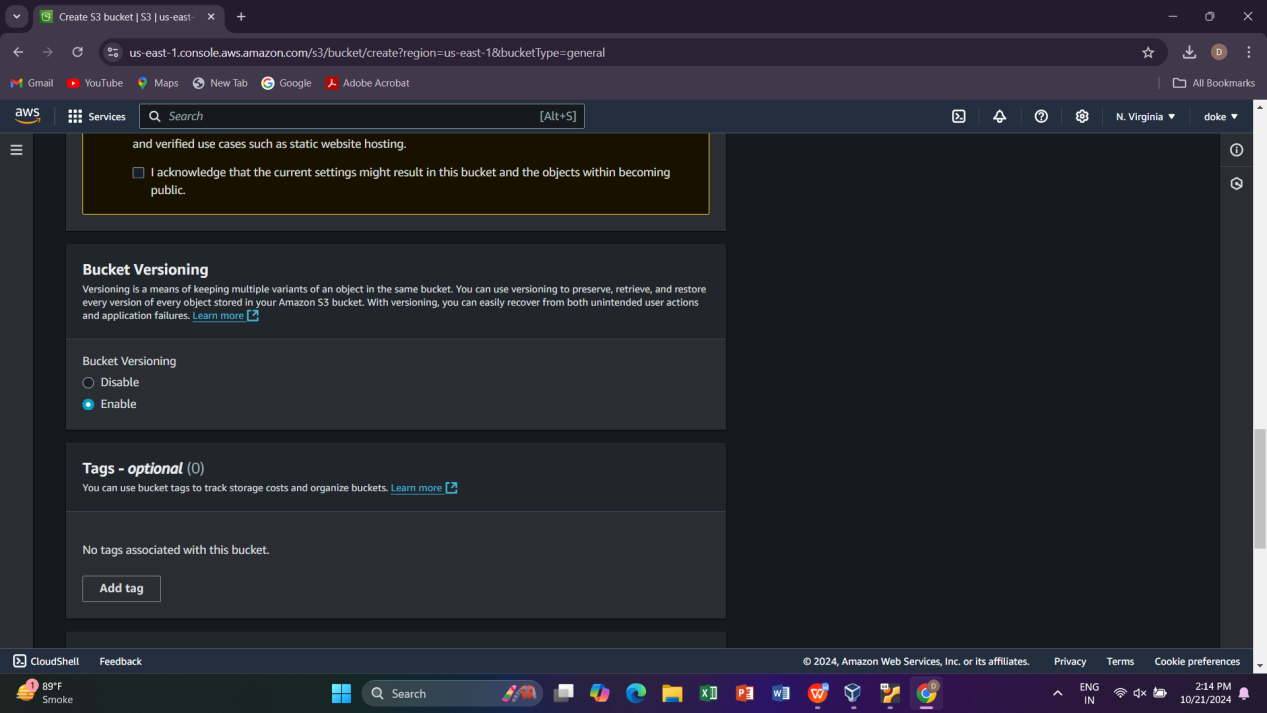 Create S3 bucket | S3 | us-east-
us-east-1.console.aws.amazon.com/s3/bucket/create?region=us-east-1&bucketType=general
D
Gmail YouTube Maps New Tab Google Adobe Acrobat All Bookmarks
aws Services Search [Alt+S] N. Virginia doke
and verified use cases such as static website hosting.
I acknowledge that the current settings might result in this bucket and the objects within becoming
public.
Bucket Versioning
Versioning is a means of keeping multiple variants of an object in the same bucket. You can use versioning to preserve, retrieve, and restore
every version of every object stored in your Amazon S3 bucket. With versioning, you can easily recover from both unintended user actions
and application failures. Learn more
Bucket Versioning
Disable
Enable
Tags - optional (0)
You can use bucket tags to track storage costs and organize buckets. Learn more
No tags associated with this bucket.
Add tag
CloudShell Feedback © 2024, Amazon Web Services, Inc. or its affiliates. Privacy Terms Cookie preferences
1 89°F
Smoke
Search
ENG
IN
2:14 PM
10/21/2024